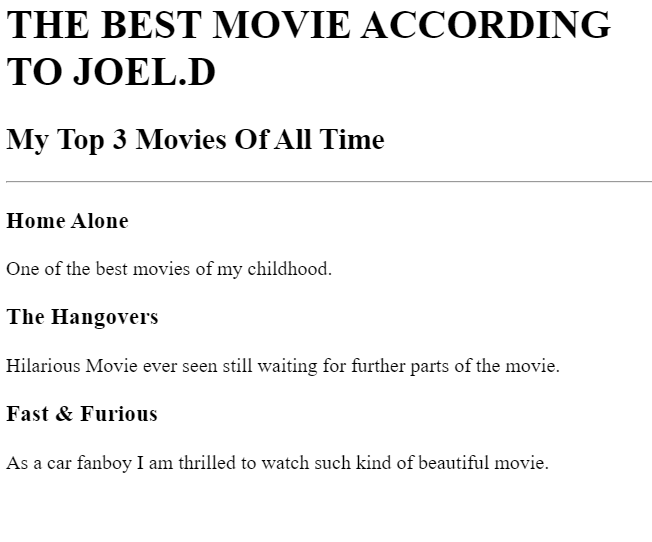 THE BEST MOVIE ACCORDING
TO JOEL.D
My Top 3 Movies Of All Time
Home Alone
One of the best movies of my childhood.
The Hangovers
Hilarious Movie ever seen still waiting for further parts of the movie.
Fast & Furious
As a car fanboy I am thrilled to watch such kind of beautiful movie.